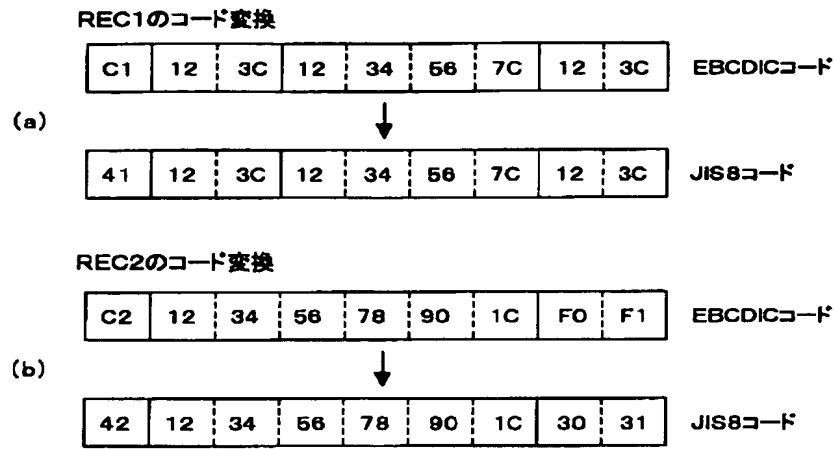 REC1のコード変換
C1 12 3C 12 34 56 7C 12 3C EBCDICコード
(a)
41 12 3C 12 34 56 7C 12 3C JIS8コード
REC2のコード変換
C2 12 34 56 78 90 1C F0 F1 EBCDICコード
(b)
42 12 34 56 78 90 1C 30 31 JIS8コード